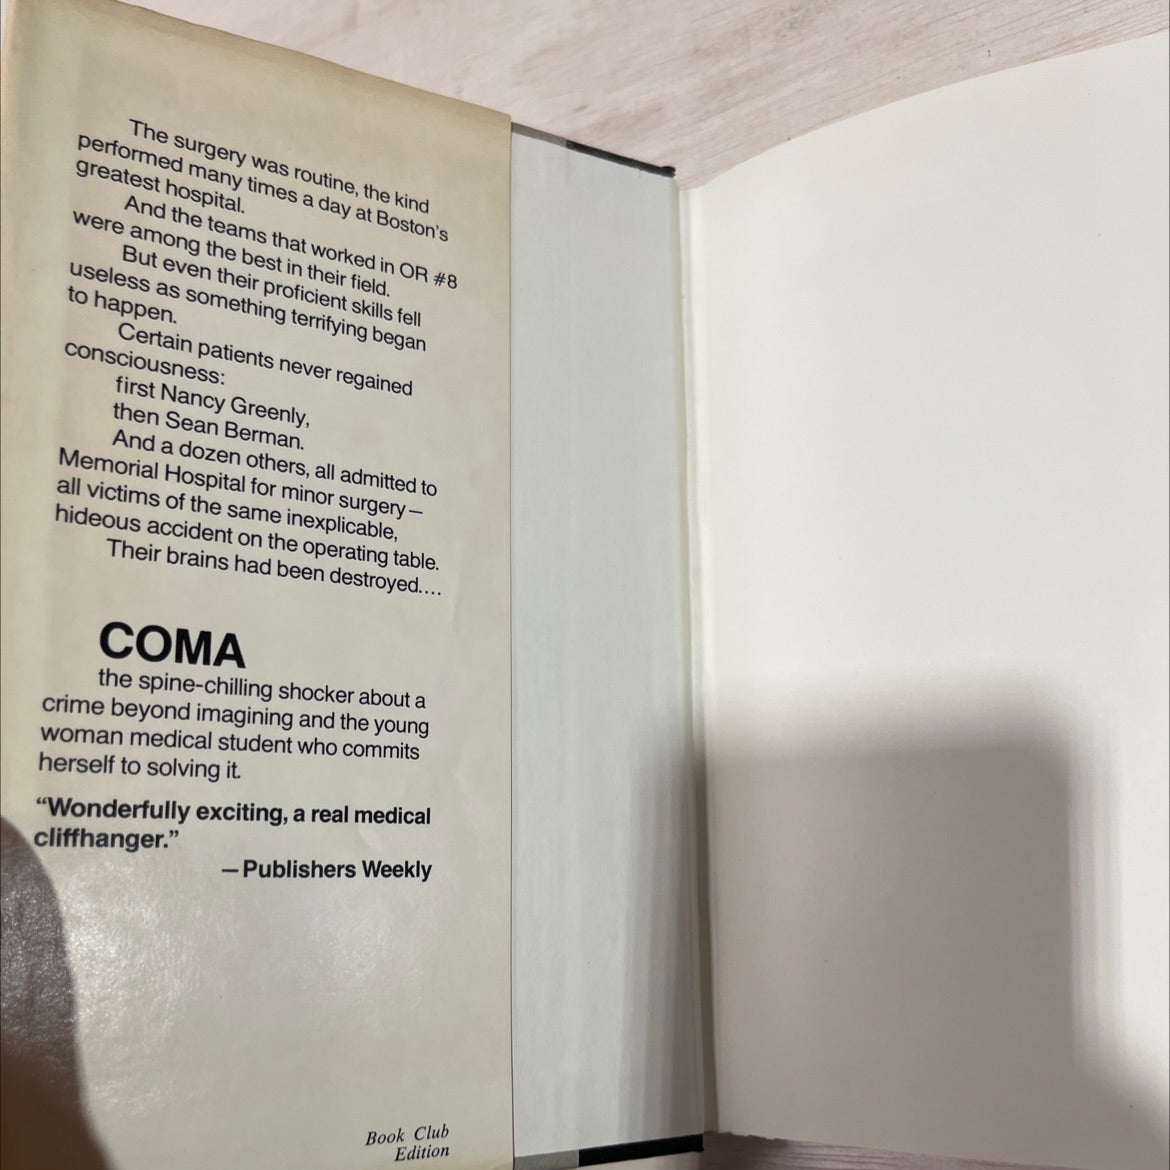 The surgery was routine, the kind
performed many times a day at Boston's
greatest hospital.
And the teams that worked in OR #8
were among the best in their field.
But even their proficient skills fell
useless as something terrifying began
to happen.
Certain patients never regained
consciousness:
first Nancy Greenly,
then Sean Berman.
And a dozen others, all admitted to
Memorial Hospital for minor surgery—
all victims of the same inexplicable,
hideous accident on the operating table.
Their brains had been destroyed....
COMA
the spine-chilling shocker about a
crime beyond imagining and the young
woman medical student who commits
herself to solving it.
“Wonderfully exciting, a real medical
cliffhanger.”
—Publishers Weekly
Book Club
Edition